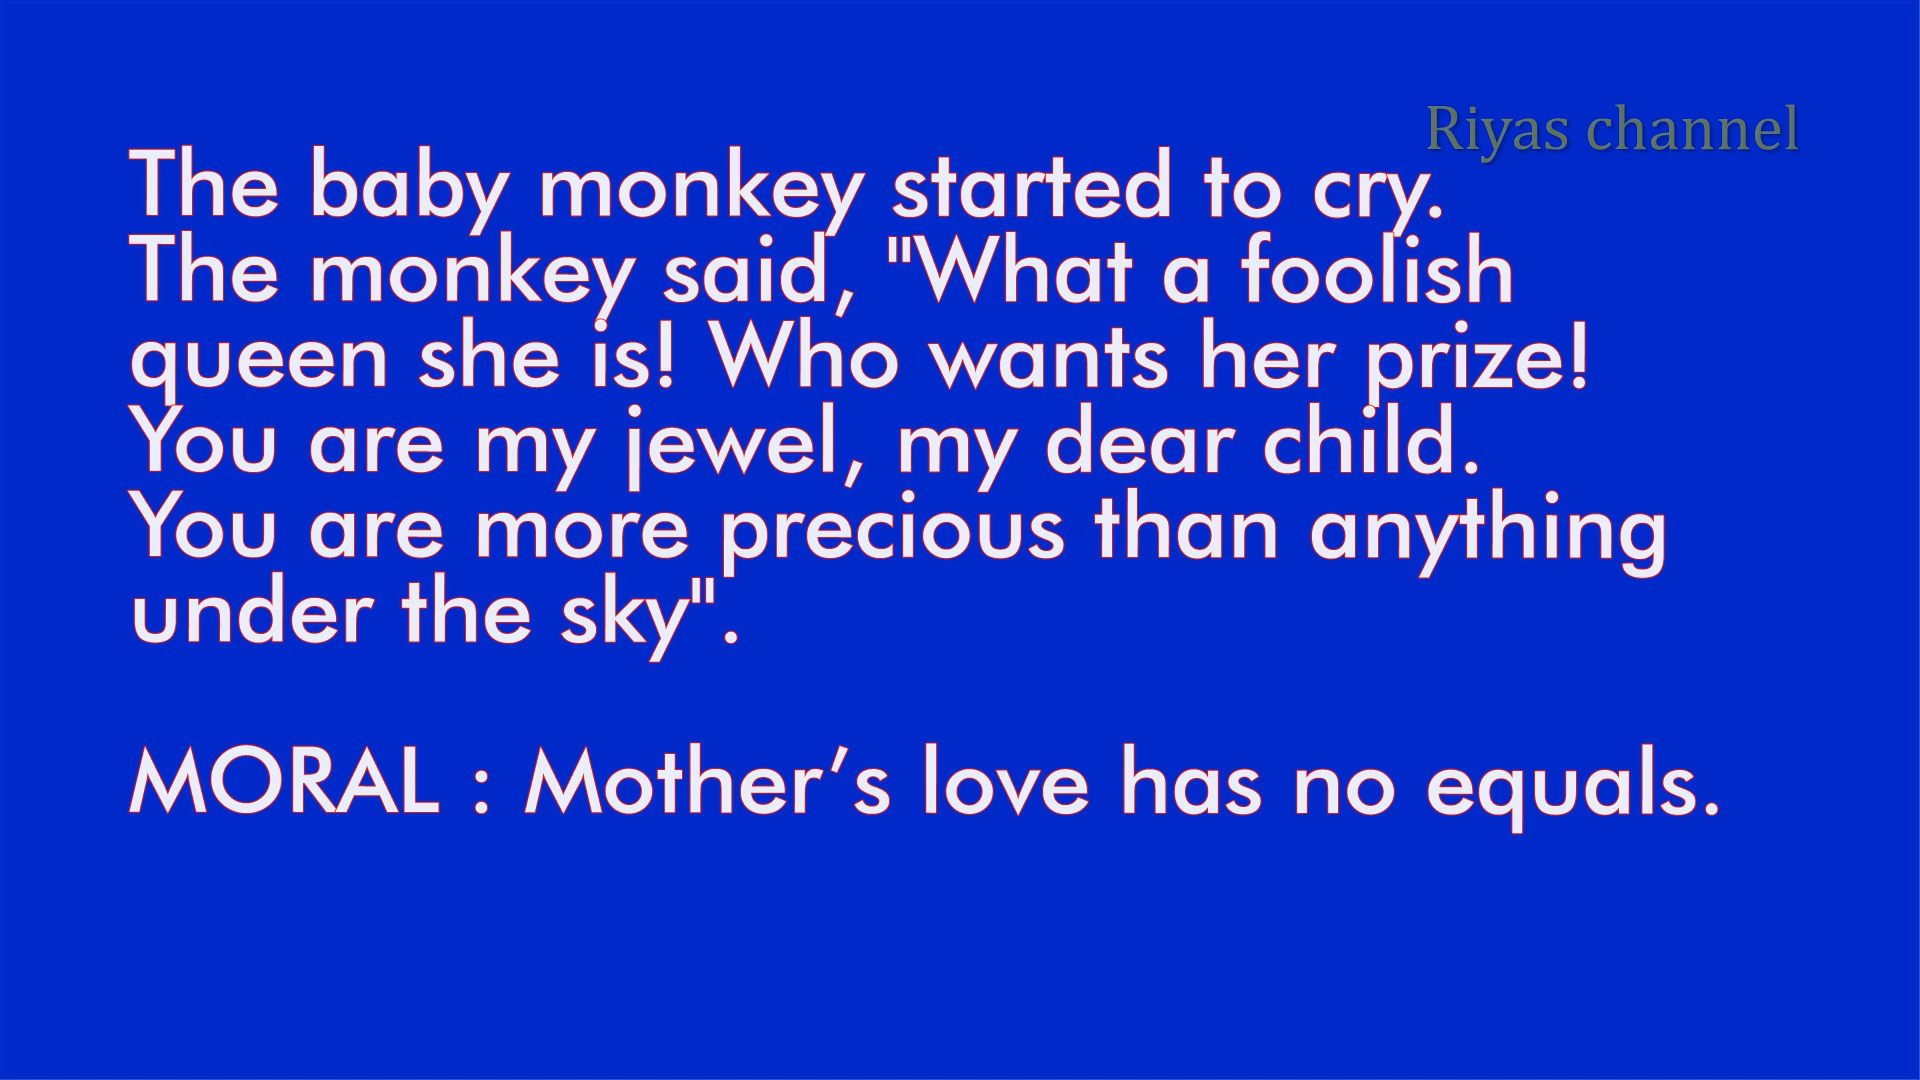 Riyas channel
The baby monkey started to cry.
The monkey said, "What a foolish
queen she is! Who wants her prize!
You are my jewel, my dear child.
You are more precious than anything
under the sky".
MORAL : Mother’s love has no equals.